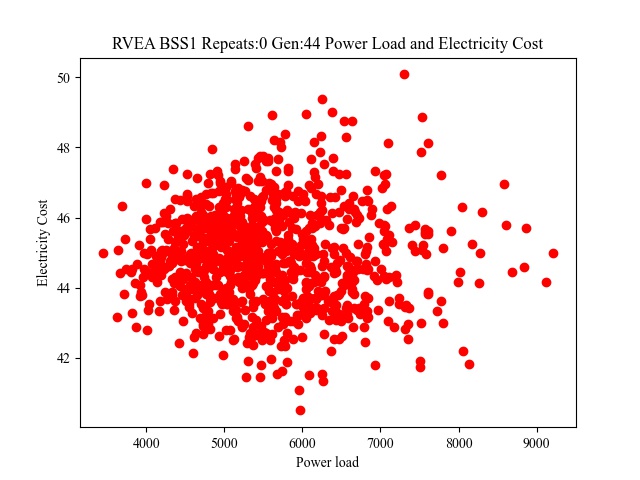 RVEA BSS1 Repeats:0 Gen:44 Power Load and Electricity Cost
50
48
46
44
42
Electricity Cost
4000 5000 6000 7000 8000 9000
Power load